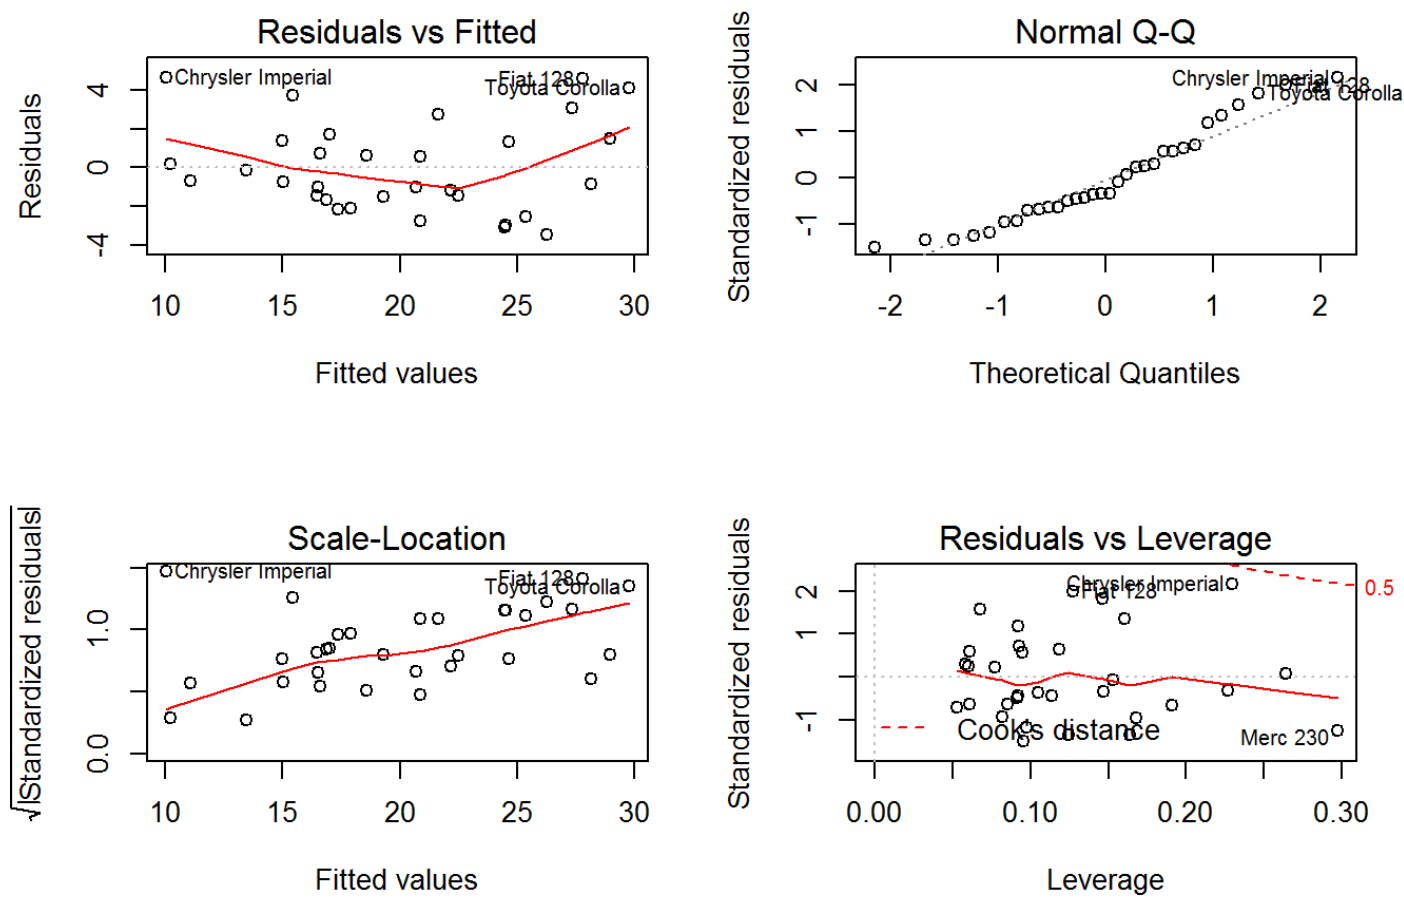 Residuals vs Fitted
Residuals
4
0
-4
Chrysler Imperial
Fiat 128
Toyota Corolla
10 15 20 25 30
Fitted values
Normal Q-Q
Standardized residuals
2
1
0
-1
Chrysler Imperial
Fiat 128
Toyota Corolla
-2 -1 0 1 2
Theoretical Quantiles
Scale-Location
√|Standardized residuals|
1.0
0.0
Chrysler Imperial
Fiat 128
Toyota Corolla
10 15 20 25 30
Fitted values
Residuals vs Leverage
Standardized residuals
2
1
-1
Chrysler Imperial
Fiat 128
0.5
Cook's distance
Merc 230
0.00 0.10 0.20 0.30
Leverage